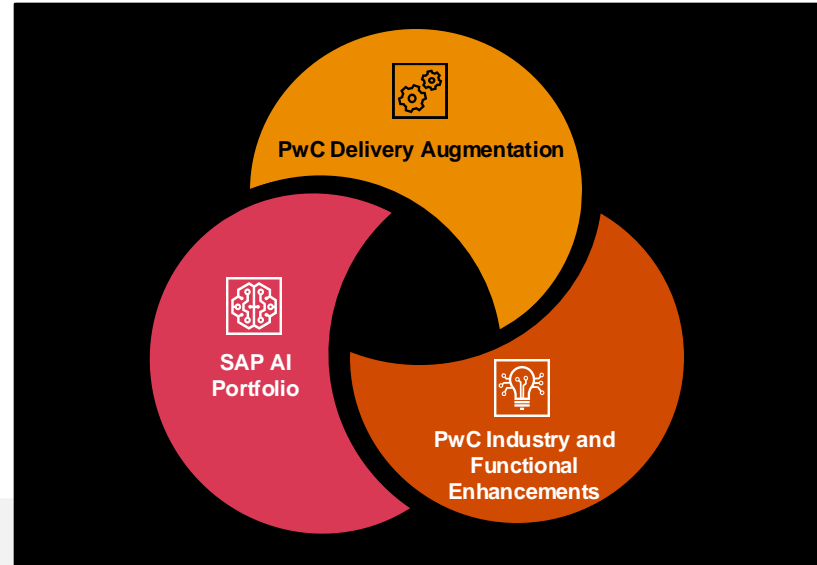 PwC Delivery Augmentation
SAP AI
Portfolio
PwC Industry and
Functional
Enhancements